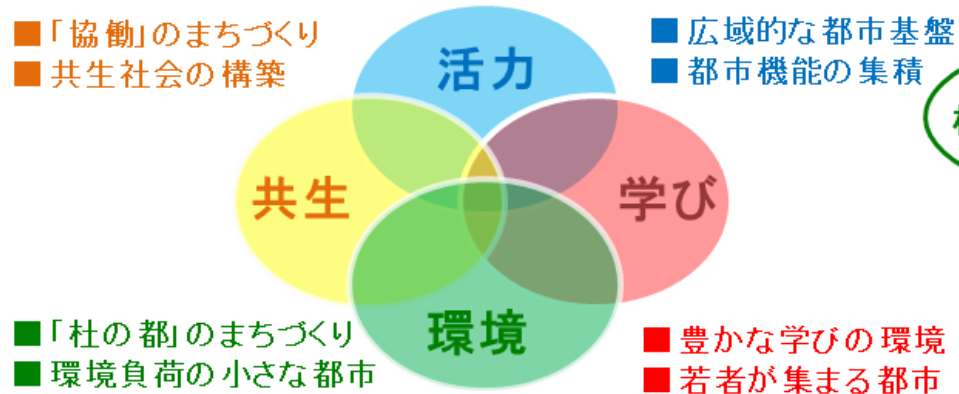 ■「協働」のまちづくり
■共生社会の構築
■広域的な都市基盤
■都市機能の集積
活力
共生
学び
環境
■「杜の都」のまちづくり
■環境負荷の小さな都市
■豊かな学びの環境
■若者が集まる都市